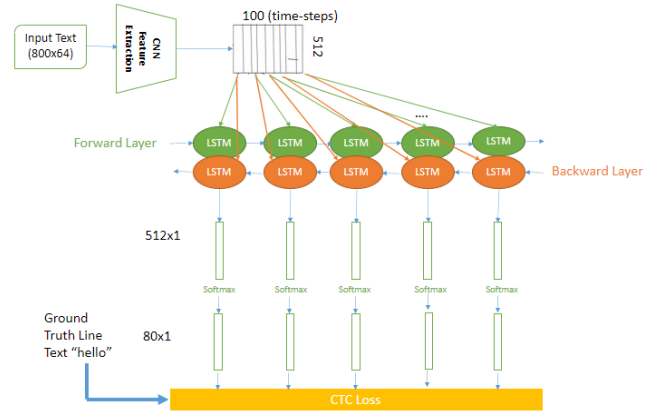 100 (time-steps)
Input Text
(800x64)
CNN
Feature
Extraction
512
....
Forward Layer
LSTM LSTM LSTM LSTM LSTM
LSTM LSTM LSTM LSTM LSTM
Backward Layer
512x1
Softmax Softmax Softmax Softmax Softmax
Ground
Truth Line
Text “hello”
80x1
CTC Loss